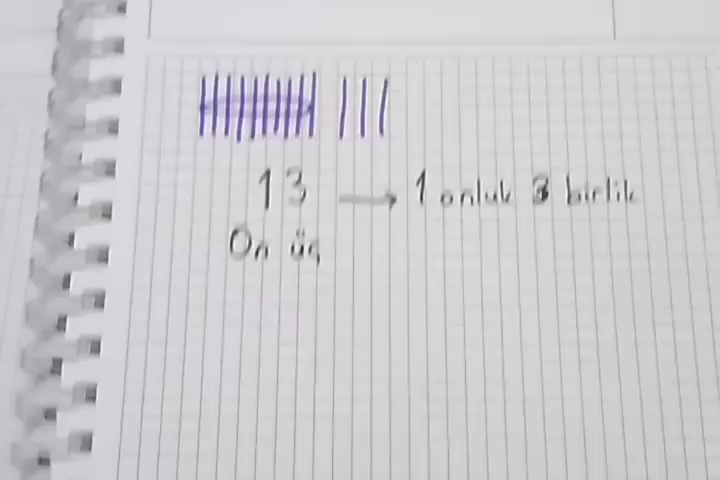 13 → 1 onluk 3 birlik
On üç